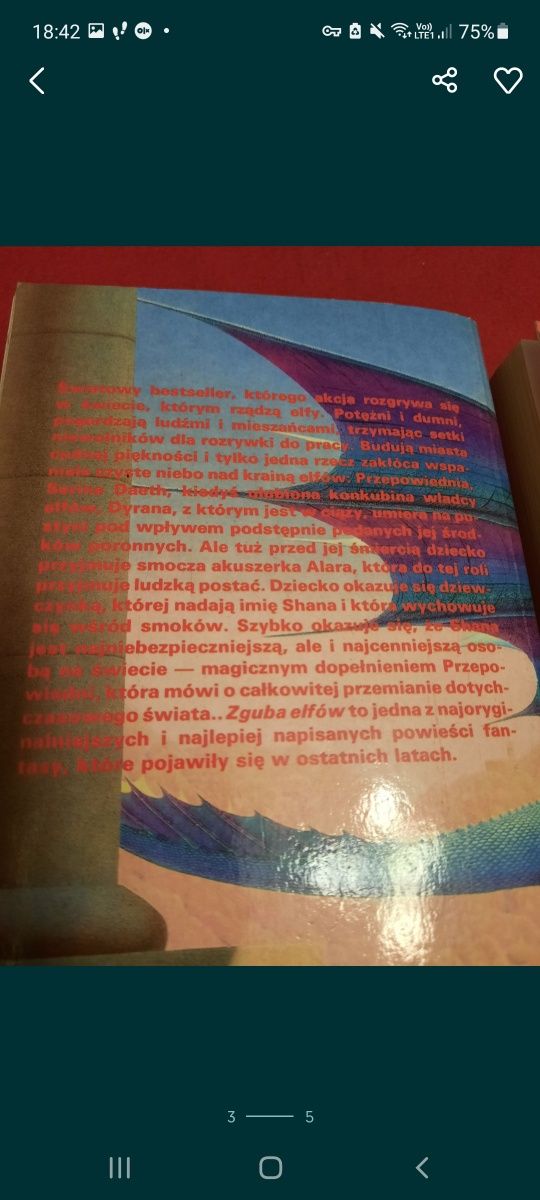 18:42
Vo))
LTE1
75%
Światowy bestseller, którego akcja rozgrywa się
w świecie, którym rządzą elfy. Potężni i dumni,
pogardzają ludźmi i mieszańcami, trzymając setki
niewolników dla rozrywki do pracy. Budują miasta
cudnej piękności i tylko jedna rzecz zakłóca wspa-
niale czyste niebo nad krainą elfów. Przepowiednia.
Serina Daeth, kiedyś ulubiona konkubina władcy
elfów, Dyrana, z którym jest w ciąży, umiera na pu-
styni pod wpływem podstępnie podanych jej środ-
ków poronnych. Ale tuż przed jej śmiercią dziecko
przyjmuje smocza akuszerka Alara, która do tej roli
przyjmuje ludzką postać. Dziecko okazuje się dziew-
czynką, której nadają imię Shana i która wychowuje
się wśród smoków. Szybko okazuje się, że Shana
jest najniebezpieczniejszą, ale i najcenniejszą oso-
bą na świecie — magicznym dopełnieniem Przepo-
wiedni, która mówi o całkowitej przemianie dotych-
czasowego świata.. Zguba elfów to jedna z najorygi-
nalniejszych i najlepiej napisanych powieści fan-
tasy, które pojawiły się w ostatnich latach.
3
5